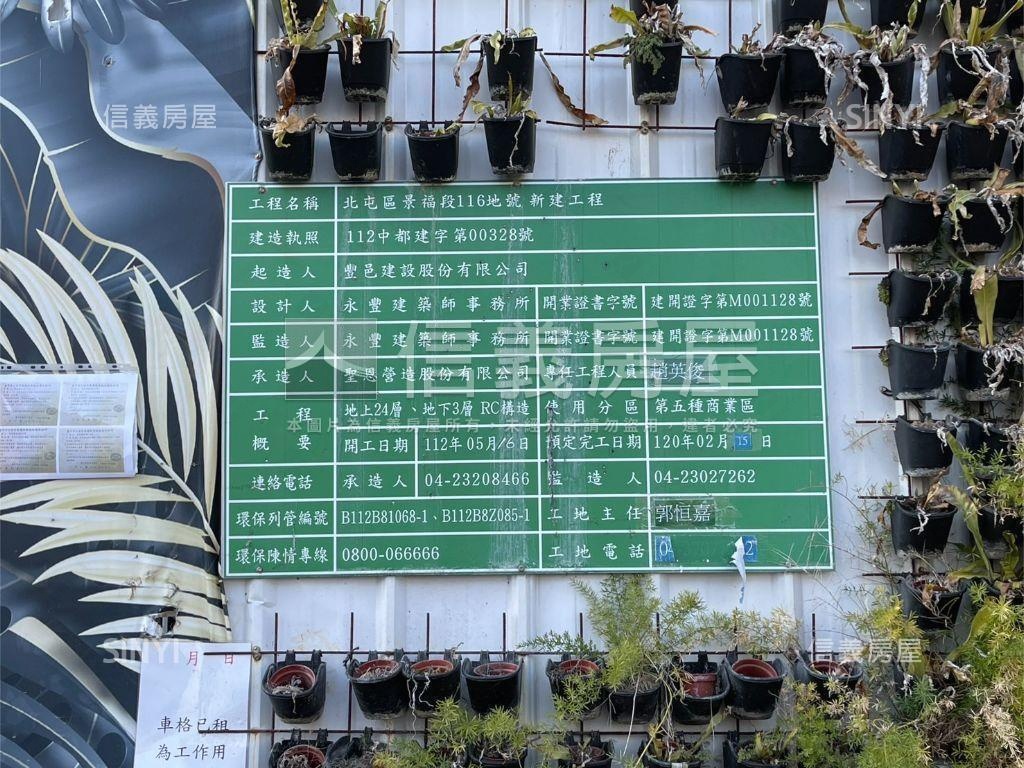 信義房屋
SINYI
工程名稱 北屯區景福段116地號 新建工程
建造執照 112中都建字第00328號
起造人 豐邑建設股份有限公司
設計人 永豐建築師事務所 開業證書字號 建開證字第M001128號
監造人 永豐建築師事務所 開業證書字號 建開證字第M001128號
信義房屋
承造人 聖恩營造股份有限公司 專任工程人員 趙英俊
工程概要 地上24層、地下3層 RC構造 使用分區 第五種商業區
本圖片為信義房屋所有，未經允許請勿盜用，違者必究
開工日期 112年05月16日 預定完工日期 120年02月15日
連絡電話 承造人 04-23208466 監造人 04-23027262
環保列管編號 B112B81068-1、B112B8Z085-1 工地主任 郭恒嘉
環保陳情專線 0800-066666 工地電話
SINYI
信義房屋
月 日
車格已租
為工作用